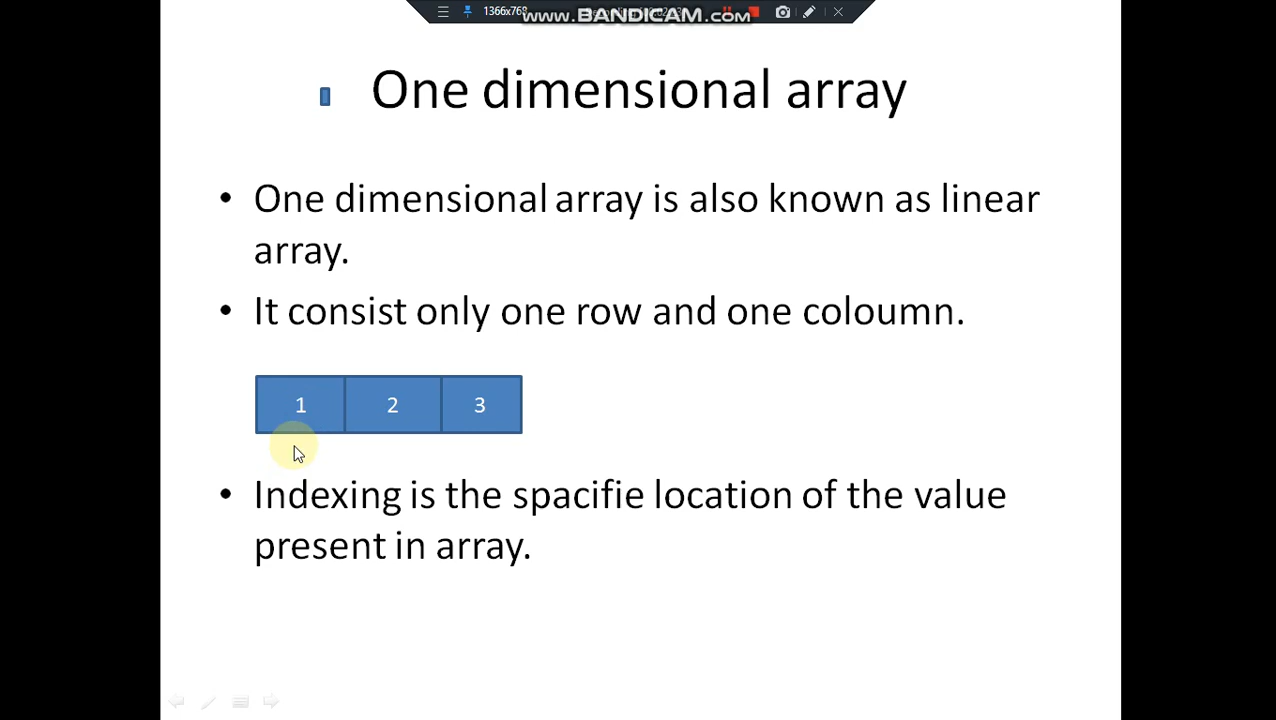 1366x768
www.BANDICAM.com
One dimensional array
• One dimensional array is also known as linear
array.
• It consist only one row and one coloumn.
1 2 3
• Indexing is the spacifie location of the value
present in array.